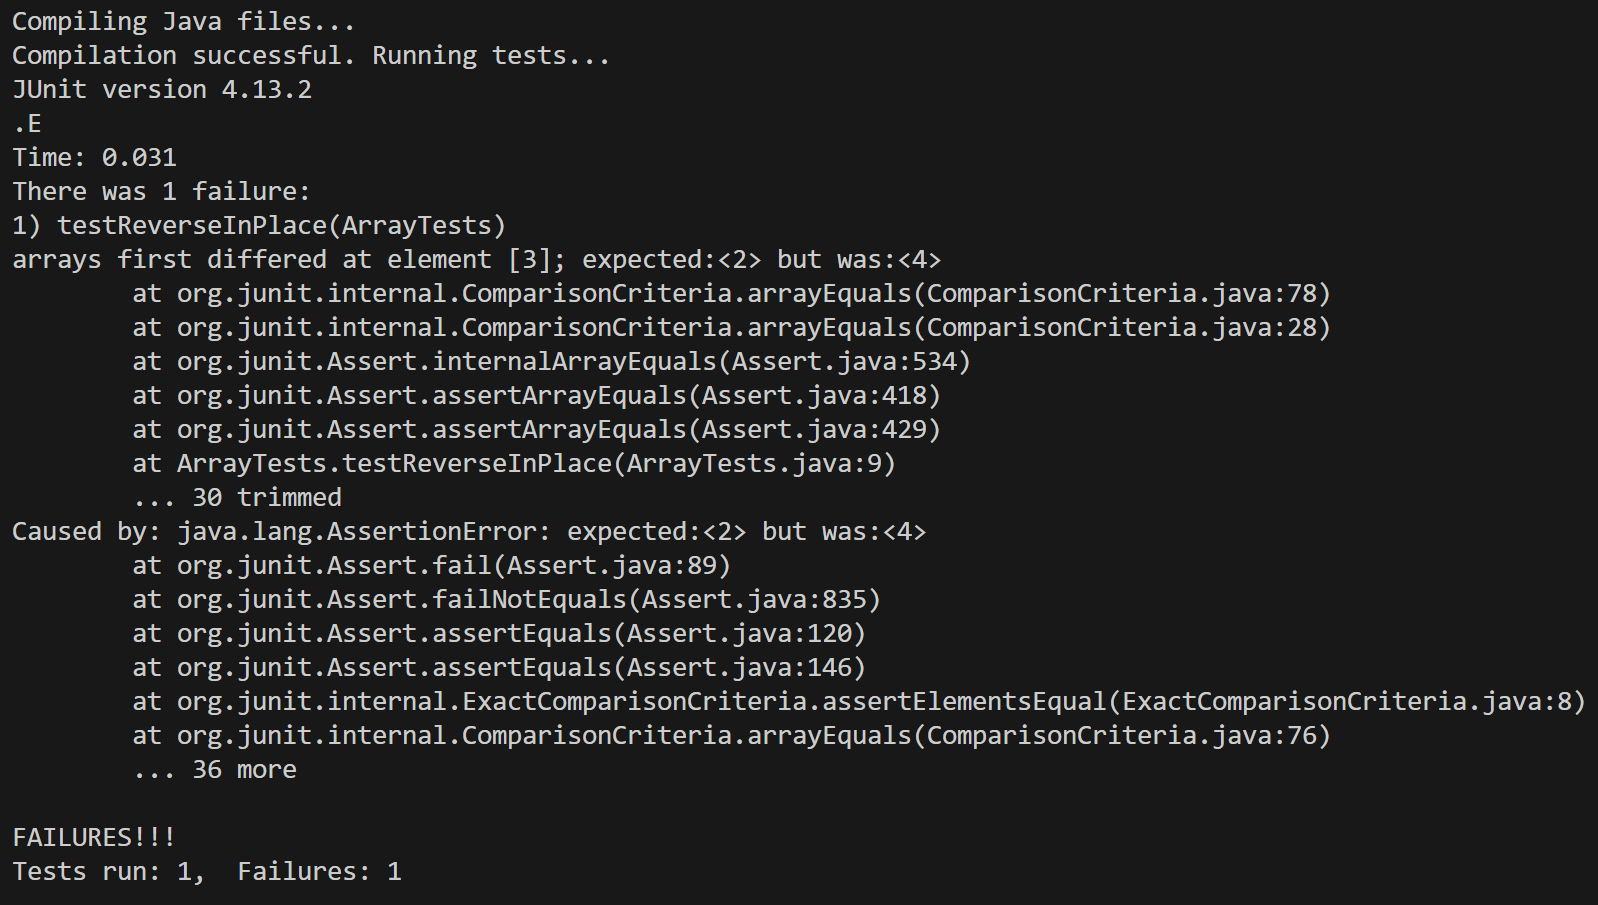 Compiling Java files...
Compilation successful. Running tests...
JUnit version 4.13.2
.E
Time: 0.031
There was 1 failure:
1) testReverseInPlace(ArrayTests)
arrays first differed at element [3]; expected:<2> but was:<4>
        at org.junit.internal.ComparisonCriteria.arrayEquals(ComparisonCriteria.java:78)
        at org.junit.internal.ComparisonCriteria.arrayEquals(ComparisonCriteria.java:28)
        at org.junit.Assert.internalArrayEquals(Assert.java:534)
        at org.junit.Assert.assertArrayEquals(Assert.java:418)
        at org.junit.Assert.assertArrayEquals(Assert.java:429)
        at ArrayTests.testReverseInPlace(ArrayTests.java:9)
        ... 30 trimmed
Caused by: java.lang.AssertionError: expected:<2> but was:<4>
        at org.junit.Assert.fail(Assert.java:89)
        at org.junit.Assert.failNotEquals(Assert.java:835)
        at org.junit.Assert.assertEquals(Assert.java:120)
        at org.junit.Assert.assertEquals(Assert.java:146)
        at org.junit.internal.ExactComparisonCriteria.assertElementsEqual(ExactComparisonCriteria.java:8)
        at org.junit.internal.ComparisonCriteria.arrayEquals(ComparisonCriteria.java:76)
        ... 36 more

FAILURES!!!
Tests run: 1,  Failures: 1